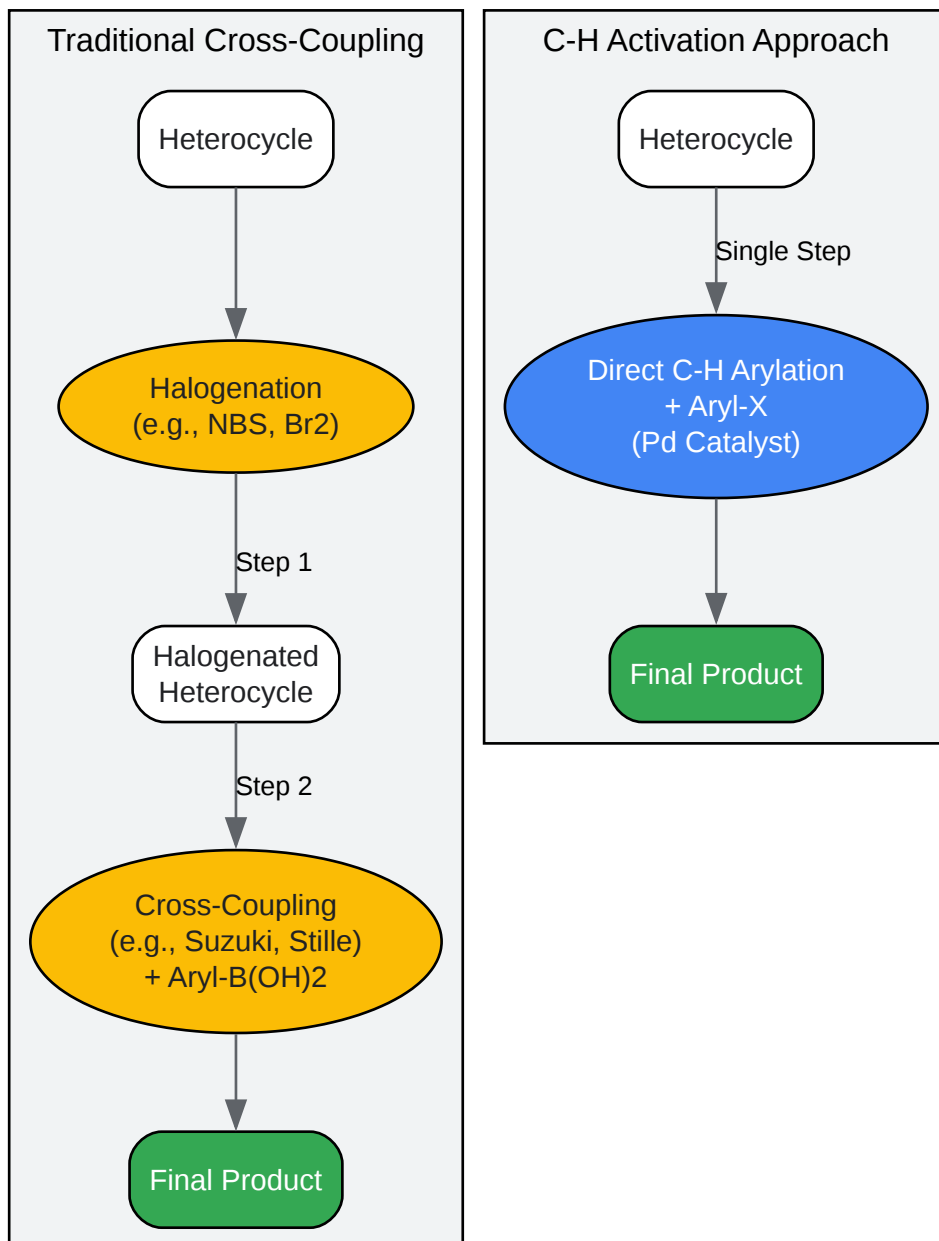 Traditional Cross-Coupling
Heterocycle
Halogenation
(e.g., NBS, Br2)
Step 1
Halogenated
Heterocycle
Step 2
Cross-Coupling
(e.g., Suzuki, Stille)
+ Aryl-B(OH)2
Final Product
C-H Activation Approach
Heterocycle
Single Step
Direct C-H Arylation
+ Aryl-X
(Pd Catalyst)
Final Product